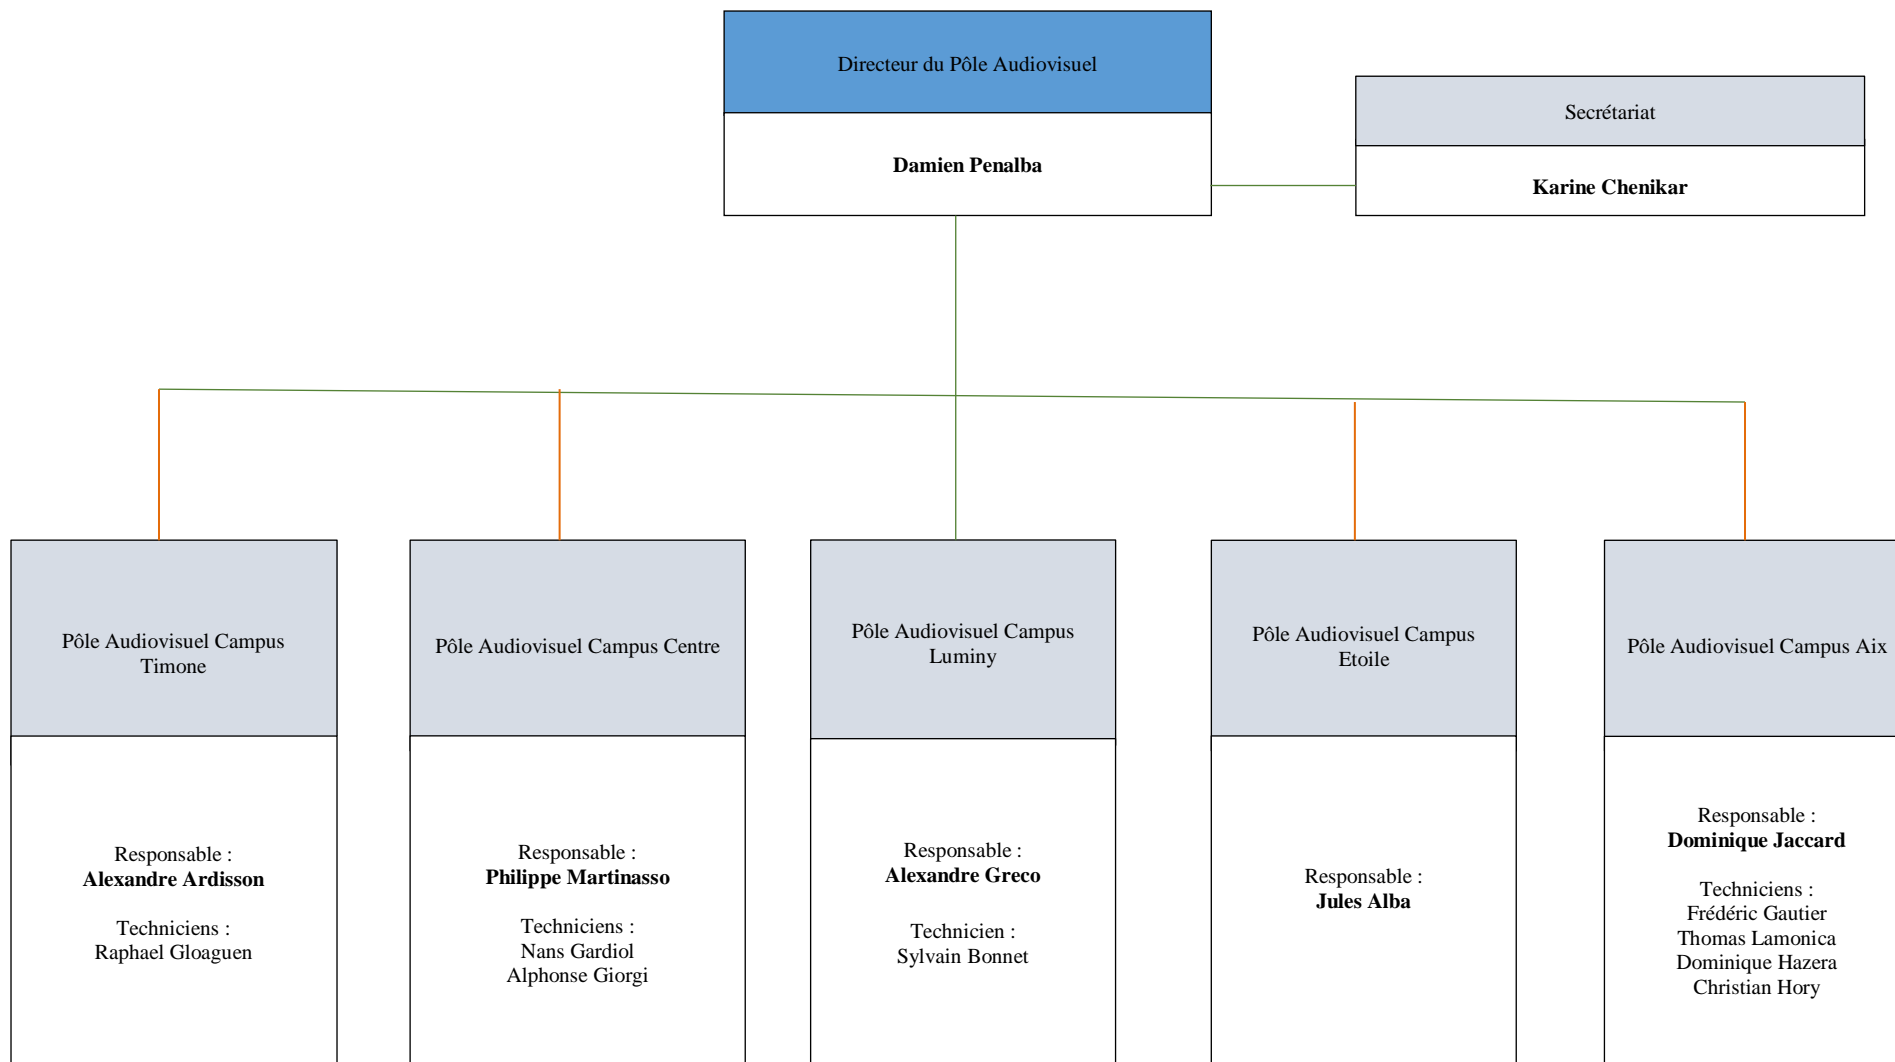 Directeur du Pôle Audiovisuel
Damien Penalba
Secrétariat
Karine Chenikar
Pôle Audiovisuel Campus
Timone
Responsable :
Alexandre Ardisson
Techniciens :
Raphael Gloaguen
Pôle Audiovisuel Campus Centre
Responsable :
Philippe Martinasso
Techniciens :
Nans Gardiol
Alphonse Giorgi
Pôle Audiovisuel Campus
Luminy
Responsable :
Alexandre Greco
Technicien :
Sylvain Bonnet
Pôle Audiovisuel Campus
Etoile
Responsable :
Jules Alba
Pôle Audiovisuel Campus Aix
Responsable :
Dominique Jaccard
Techniciens :
Frédéric Gautier
Thomas Lamonica
Dominique Hazera
Christian Hory